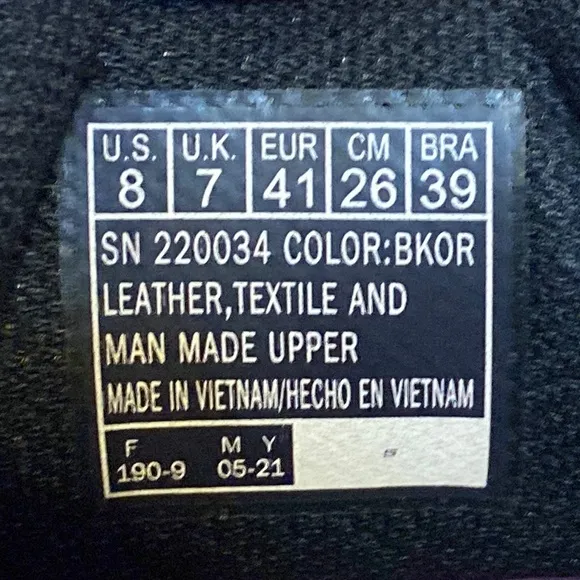 U.S. U.K. EUR CM BRA
8 7 41 26 39
SN 220034 COLOR:BKOR
LEATHER,TEXTILE AND
MAN MADE UPPER
MADE IN VIETNAM/HECHO EN VIETNAM
F M Y
190-9 05-21